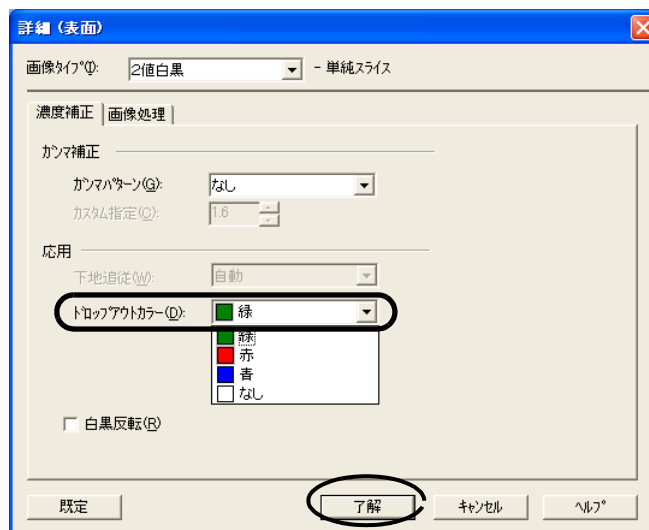 詳細（表面）
画像ﾀｲﾌﾟ(I): 2値白黒 - 単純ｽﾗｲｽ
濃度補正 画像処理
ｶﾞﾝﾏ補正
ｶﾞﾝﾏﾊﾟﾀｰﾝ(G): なし
ｶｽﾀﾑ指定(C): 1.6
応用
下地追従(W): 自動
ﾄﾞﾛｯﾌﾟｱｳﾄｶﾗｰ(D): 緑
緑
赤
青
なし
白黒反転(R)
既定 了解 ｷｬﾝｾﾙ ﾍﾙﾌﾟ